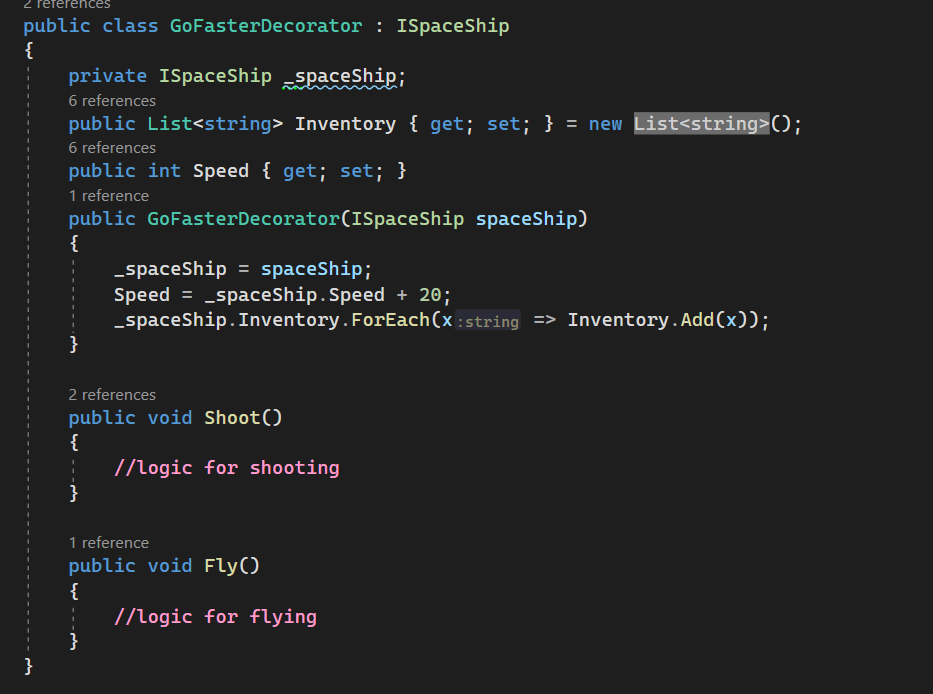 2 references
public class GoFasterDecorator : ISpaceShip
{
private ISpaceShip _spaceShip;
6 references
public List<string> Inventory { get; set; } = new List<string>();
6 references
public int Speed { get; set; }
1 reference
public GoFasterDecorator(ISpaceShip spaceShip)
{
_spaceShip = spaceShip;
Speed = _spaceShip.Speed + 20;
_spaceShip.Inventory.ForEach(x:string => Inventory.Add(x));
}
2 references
public void Shoot()
{
//logic for shooting
}
1 reference
public void Fly()
{
//logic for flying
}
}